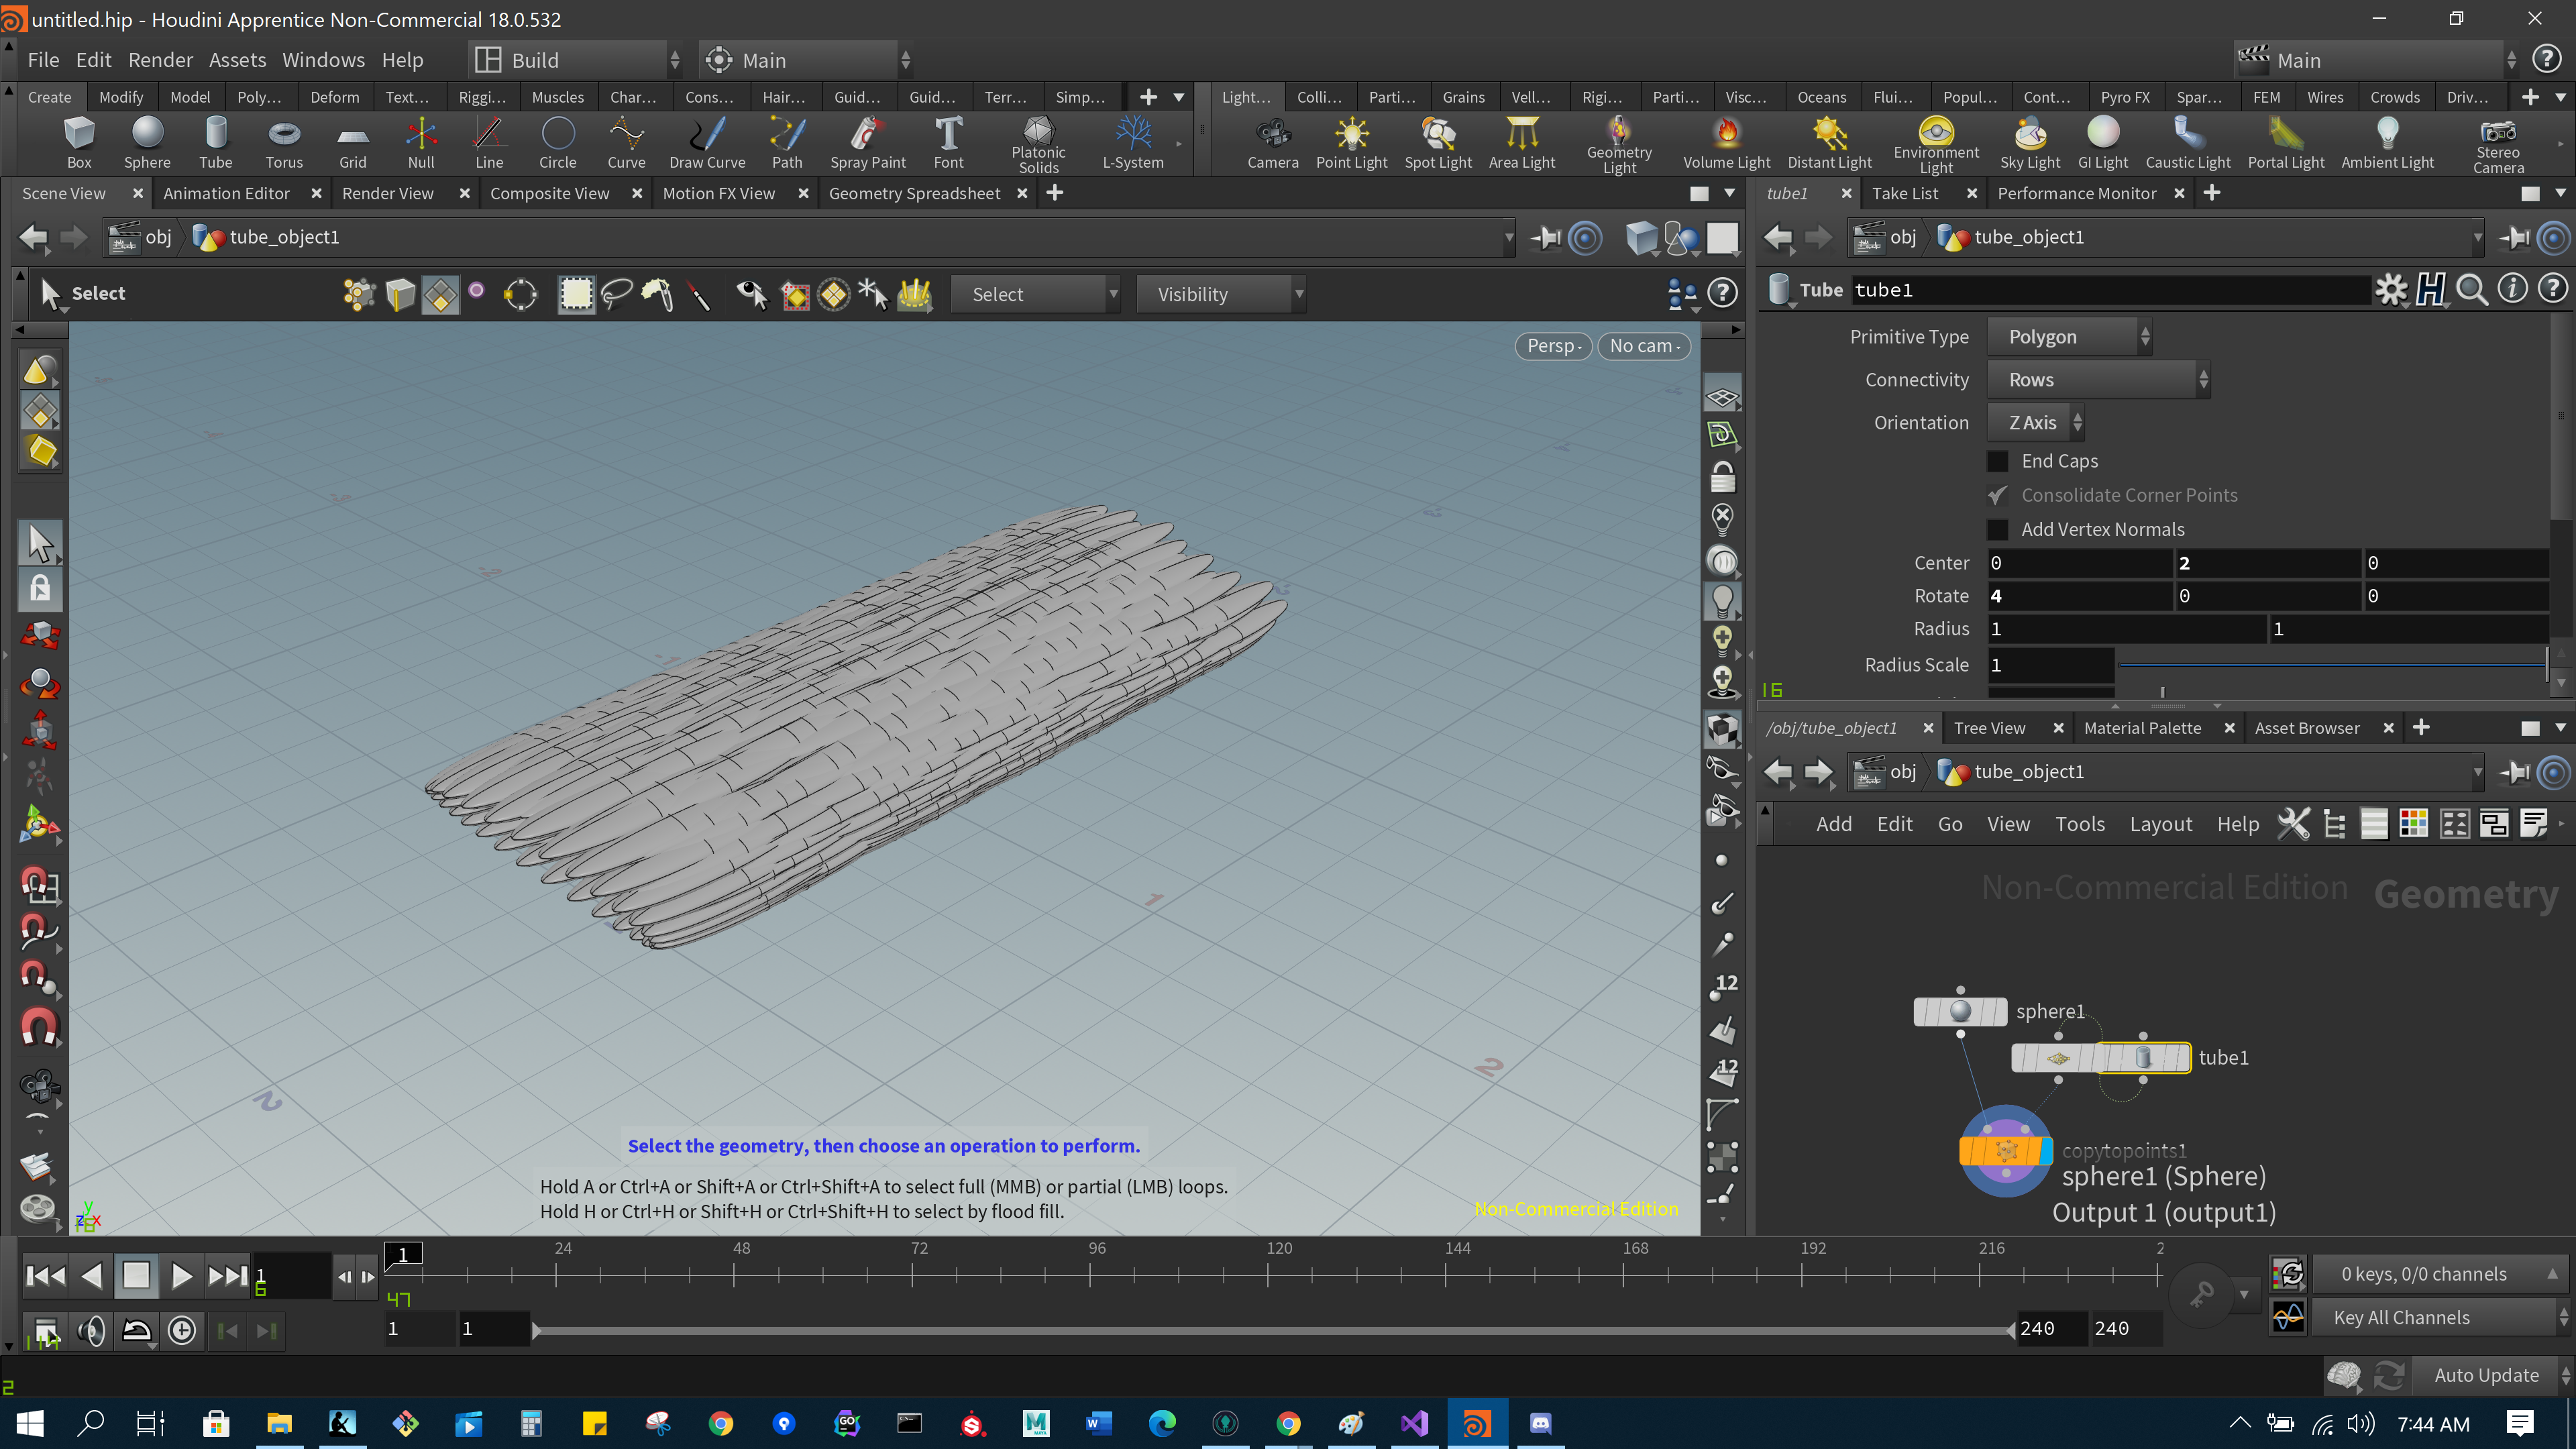 untitled.hip - Houdini Apprentice Non-Commercial 18.0.532
File Edit Render Assets Windows Help Build Main Main
Create Modify Model Poly... Deform Text... Riggi... Muscles Char... Cons... Hair... Guid... Guid... Terr... Simp...
Light... Colli... Parti... Grains Vell... Rigi... Parti... Visc... Oceans Flui... Popul... Cont... Pyro FX Spar... FEM Wires Crowds Driv...
Box Sphere Tube Torus Grid Null Line Circle Curve Draw Curve Path Spray Paint Font Platonic Solids L-System
Camera Point Light Spot Light Area Light Geometry Light Volume Light Distant Light Environment Light Sky Light GI Light Caustic Light Portal Light Ambient Light Stereo Camera
Scene View Animation Editor Render View Composite View Motion FX View Geometry Spreadsheet
obj tube_object1
Select Select Visibility
Persp No cam
Select the geometry, then choose an operation to perform.
Hold A or Ctrl+A or Shift+A or Ctrl+Shift+A to select full (MMB) or partial (LMB) loops.
Hold H or Ctrl+H or Shift+H or Ctrl+Shift+H to select by flood fill.
Non-Commercial Edition
tube1 Take List Performance Monitor
obj tube_object1
Tube tube1
Primitive Type Polygon
Connectivity Rows
Orientation Z Axis
End Caps
Consolidate Corner Points
Add Vertex Normals
Center 0 2 0
Rotate 4 0 0
Radius 1 1
Radius Scale 1
16
/obj/tube_object1 Tree View Material Palette Asset Browser
obj tube_object1
Add Edit Go View Tools Layout Help
Non-Commercial Edition Geometry
sphere1
tube1
copytopoints1
sphere1 (Sphere)
Output 1 (output1)
1 1 24 48 72 96 120 144 168 192 216 2
6 47
0 keys, 0/0 channels
1 1 240 240
Key All Channels
114
Auto Update
2
7:44 AM